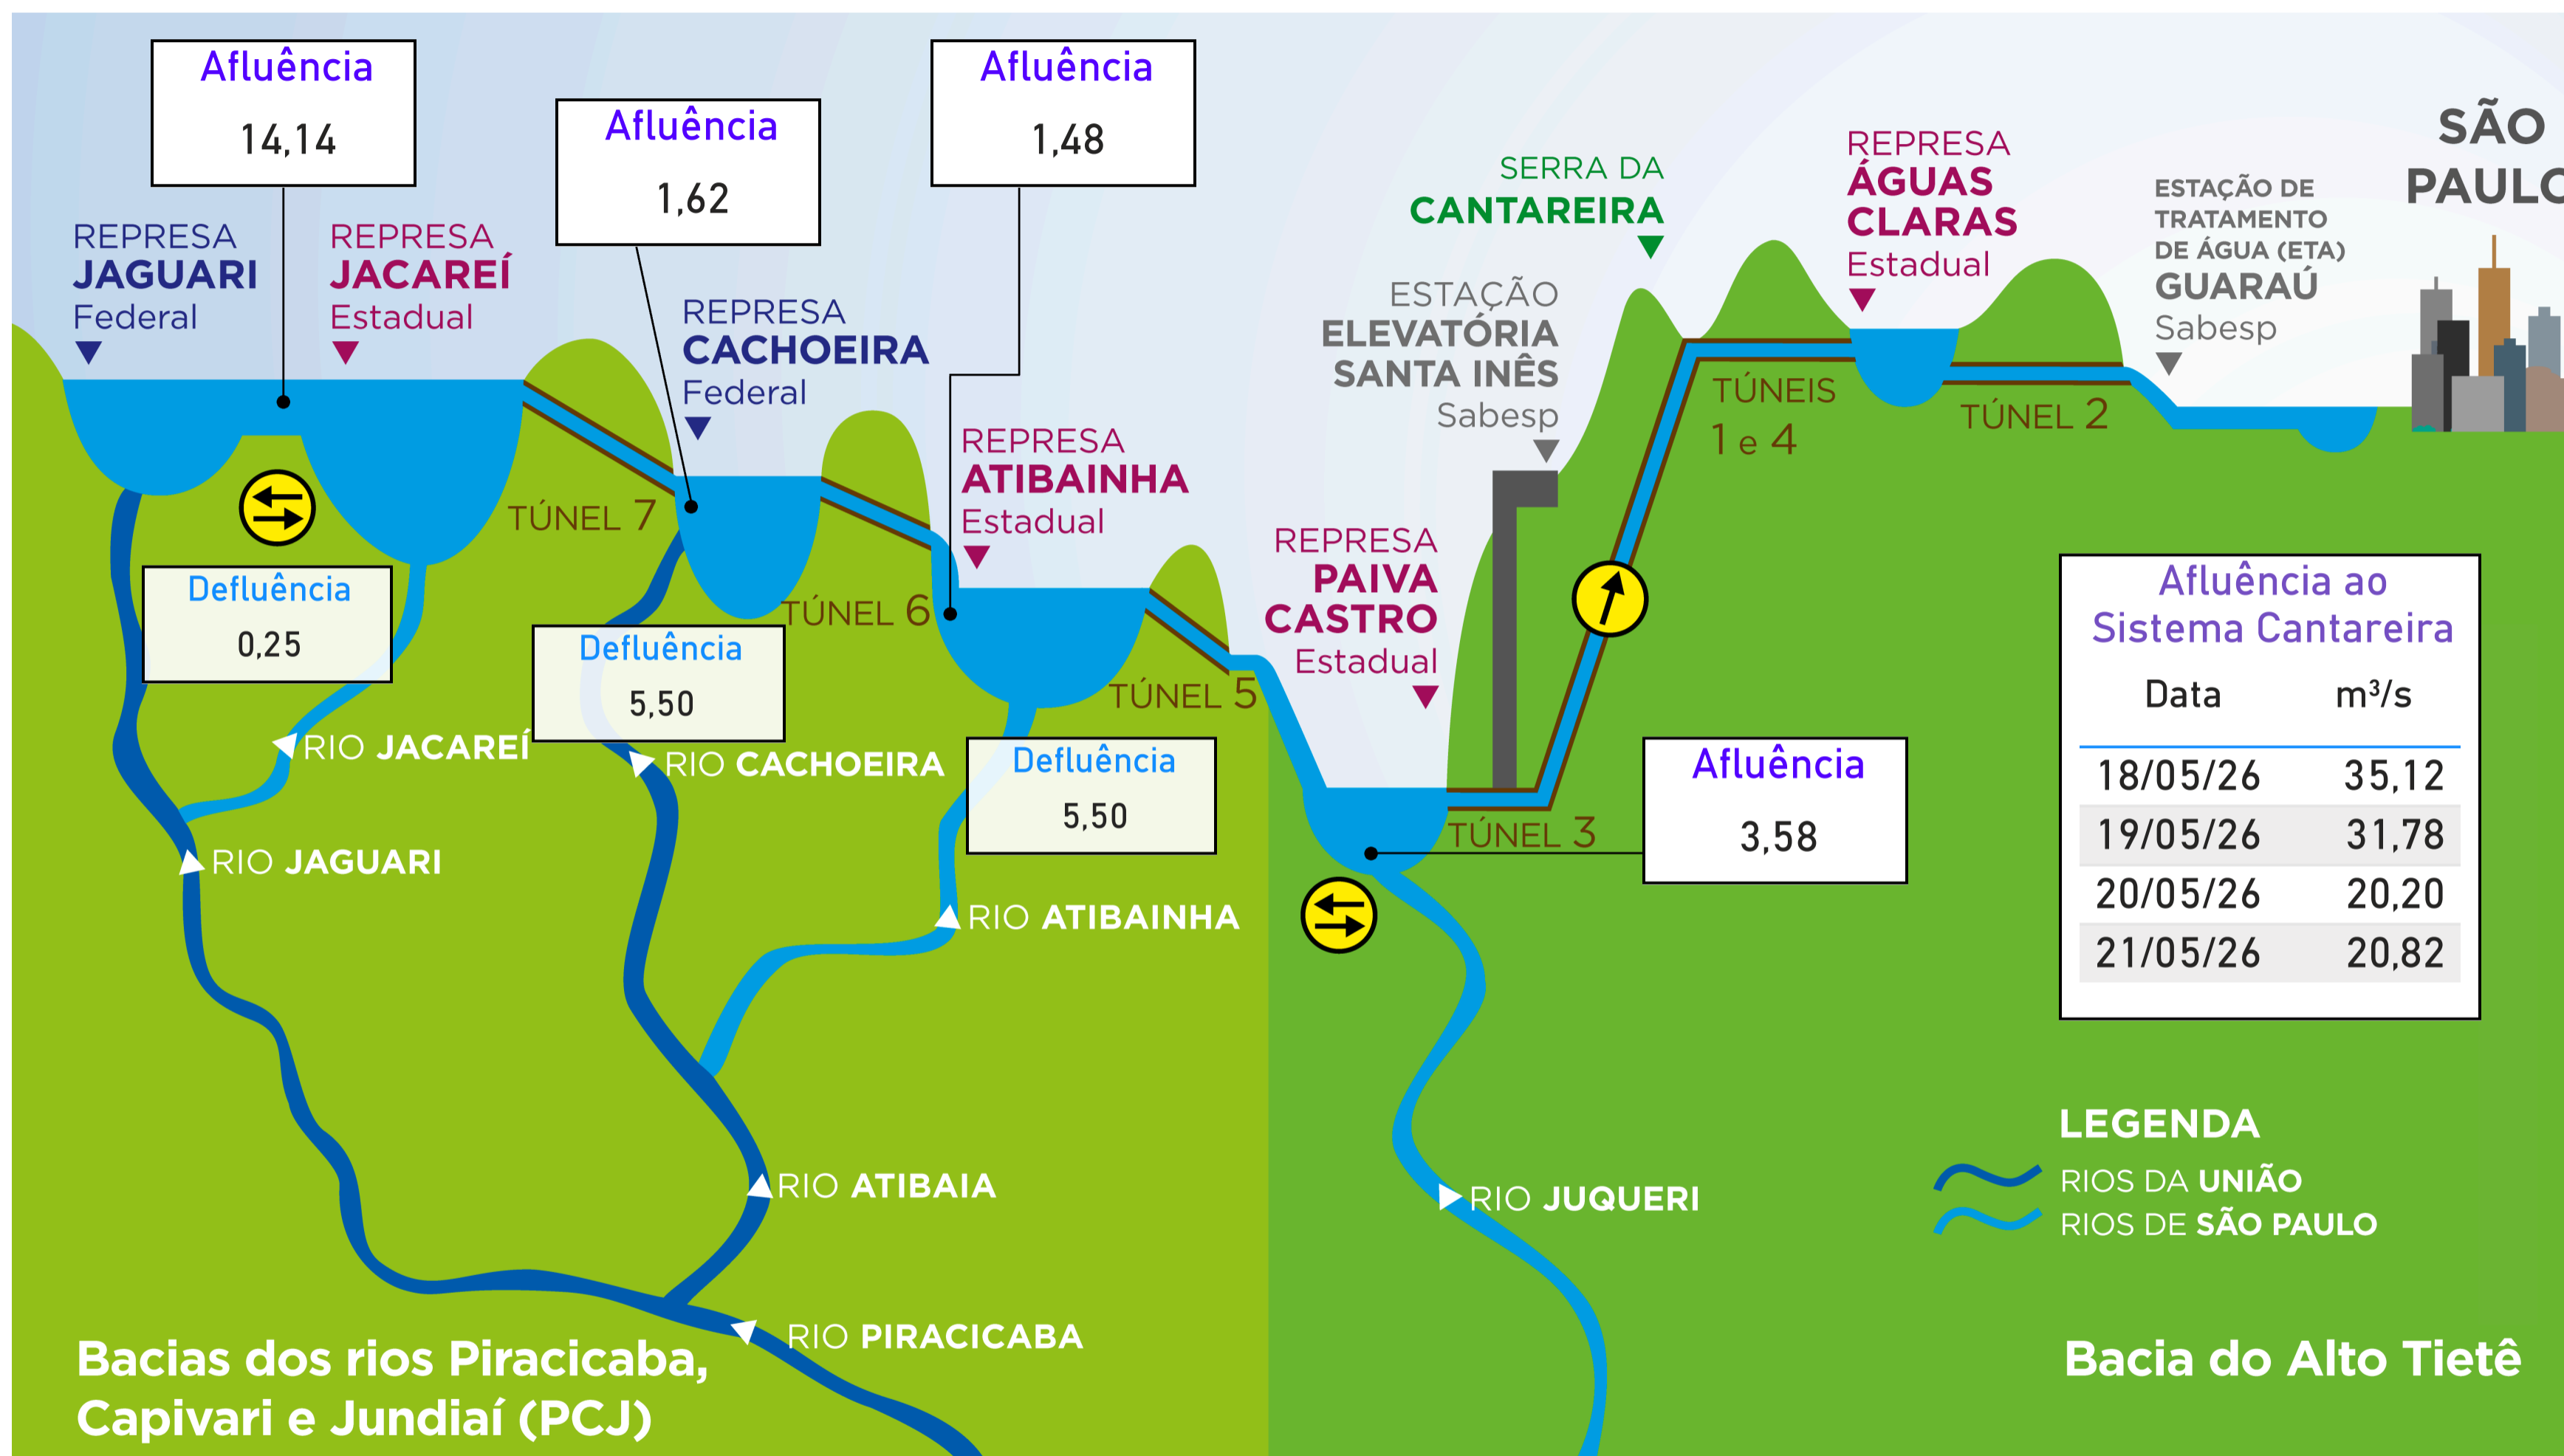 Afluência
14,14
Afluência
1,62
Afluência
1,48
REPRESA
JAGUARI
Federal
REPRESA
JACAREÍ
Estadual
REPRESA
CACHOEIRA
Federal
REPRESA
ATIBAINHA
Estadual
SERRA DA
CANTAREIRA
ESTAÇÃO
ELEVATÓRIA
SANTA INÊS
Sabesp
REPRESA
ÁGUAS
CLARAS
Estadual
ESTAÇÃO DE
TRATAMENTO
DE ÁGUA (ETA)
GUARAÚ
Sabesp
SÃO
PAULO
TÚNEL 7
TÚNEL 6
TÚNEL 5
REPRESA
PAIVA
CASTRO
Estadual
TÚNEIS
1 e 4
TÚNEL 2
TÚNEL 3
Defluência
0,25
Defluência
5,50
Defluência
5,50
Afluência
3,58
Afluência ao
Sistema Cantareira
Data m³/s
18/05/26 35,12
19/05/26 31,78
20/05/26 20,20
21/05/26 20,82
RIO JACAREÍ
RIO CACHOEIRA
RIO JAGUARI
RIO ATIBAINHA
RIO ATIBAIA
RIO JUQUERI
RIO PIRACICABA
LEGENDA
RIOS DA UNIÃO
RIOS DE SÃO PAULO
Bacias dos rios Piracicaba,
Capivari e Jundiaí (PCJ)
Bacia do Alto Tietê